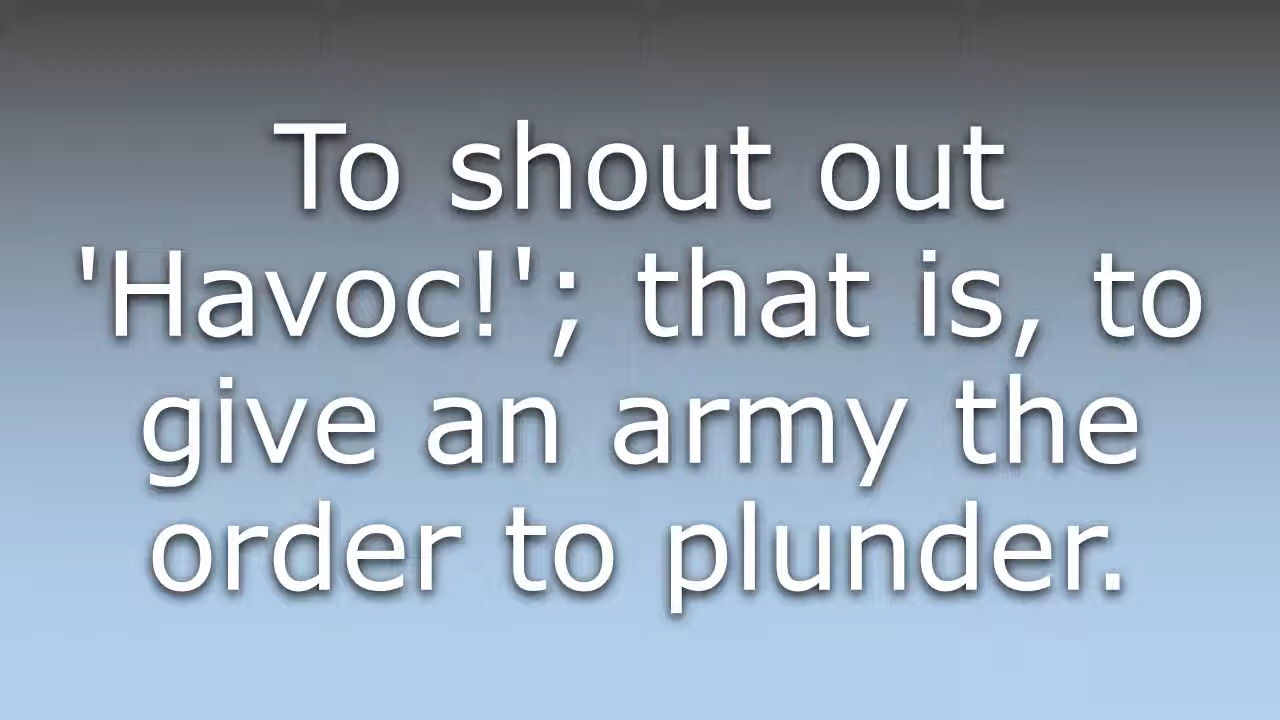 To shout out
'Havoc!'; that is, to
give an army the
order to plunder.